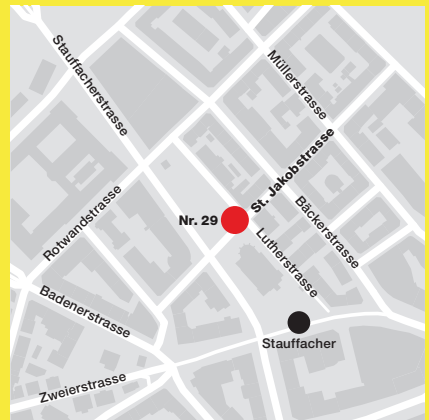 Stauffacherstrasse
Müllerstrasse
St. Jakobstrasse
Nr. 29
Rotwandstrasse
Bäckerstrasse
Lutherstrasse
Badenerstrasse
Stauffacher
Zweierstrasse